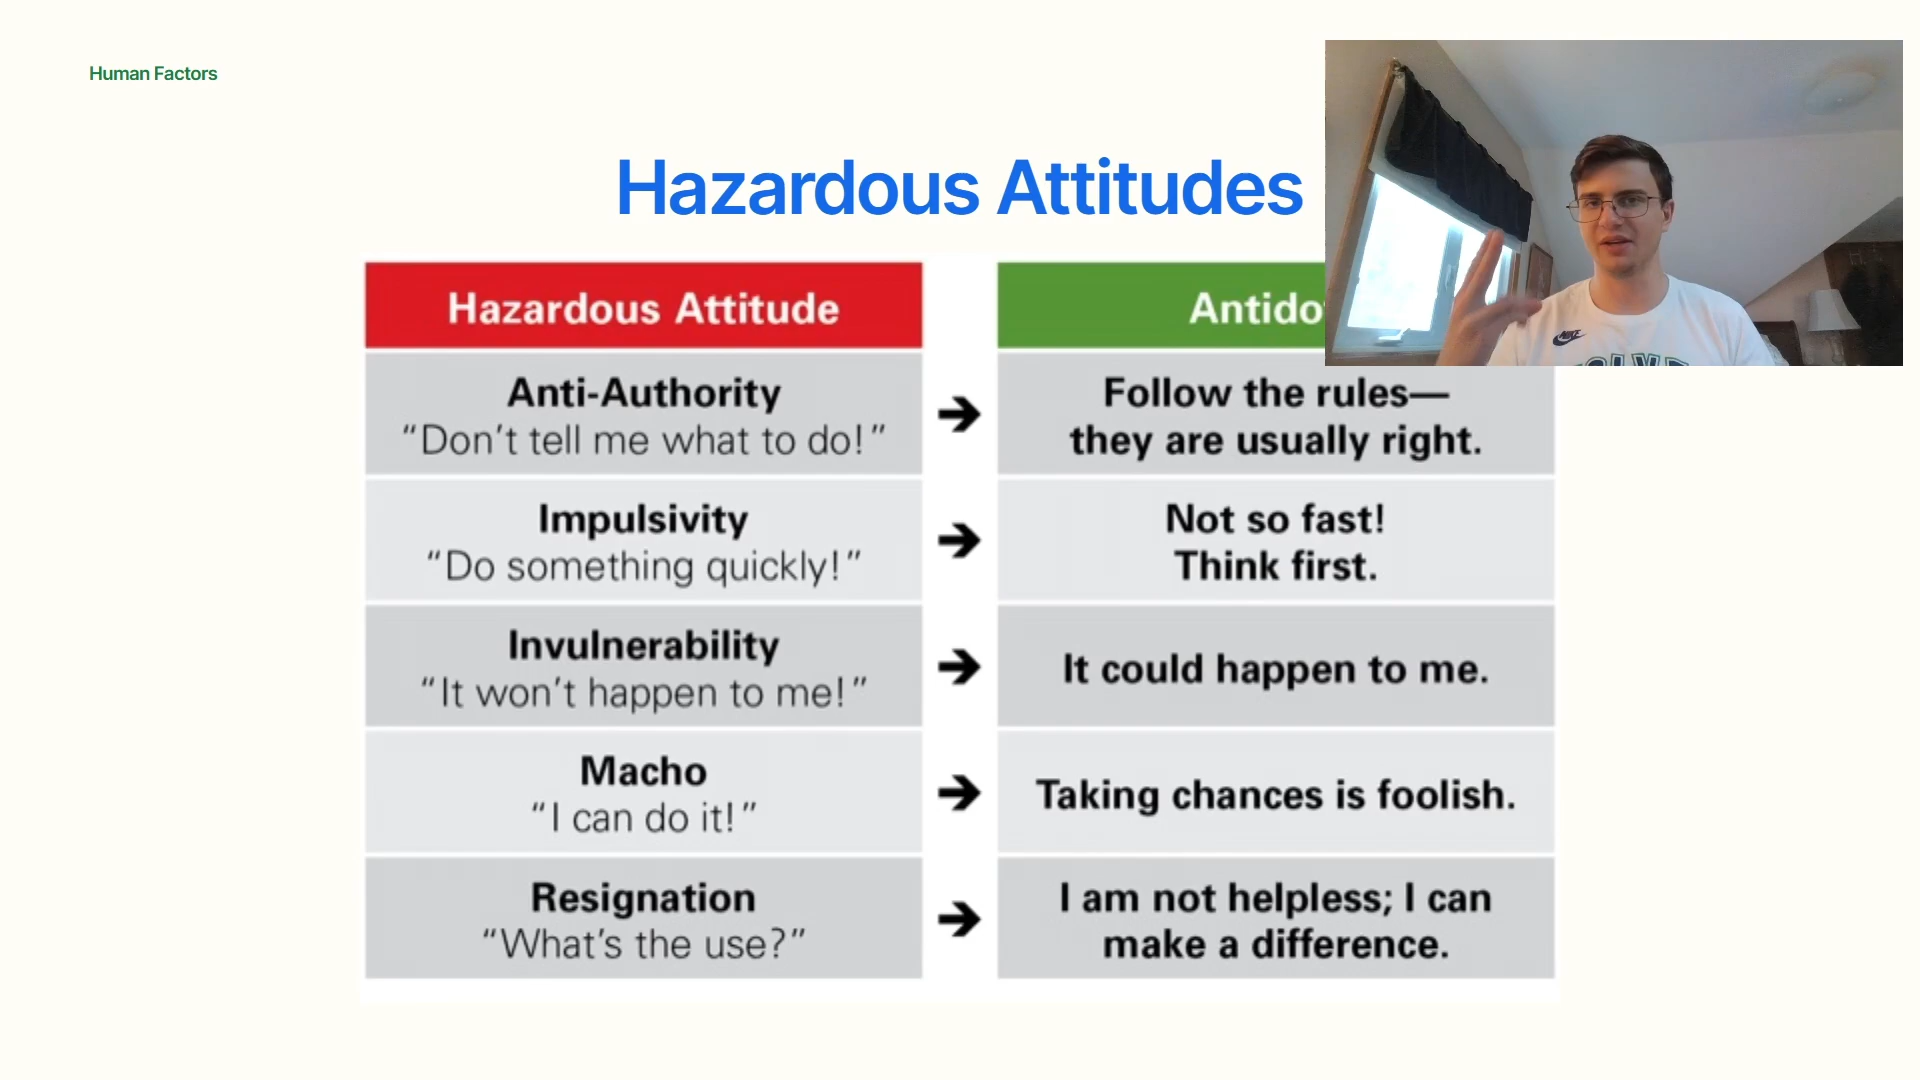 Human Factors
Hazardous Attitudes
Hazardous Attitude
Anti-Authority
“Don’t tell me what to do!”
Follow the rules—
they are usually right.
Impulsivity
“Do something quickly!”
Not so fast!
Think first.
Invulnerability
“It won’t happen to me!”
It could happen to me.
Macho
“I can do it!”
Taking chances is foolish.
Resignation
“What’s the use?”
I am not helpless; I can
make a difference.
NIKE